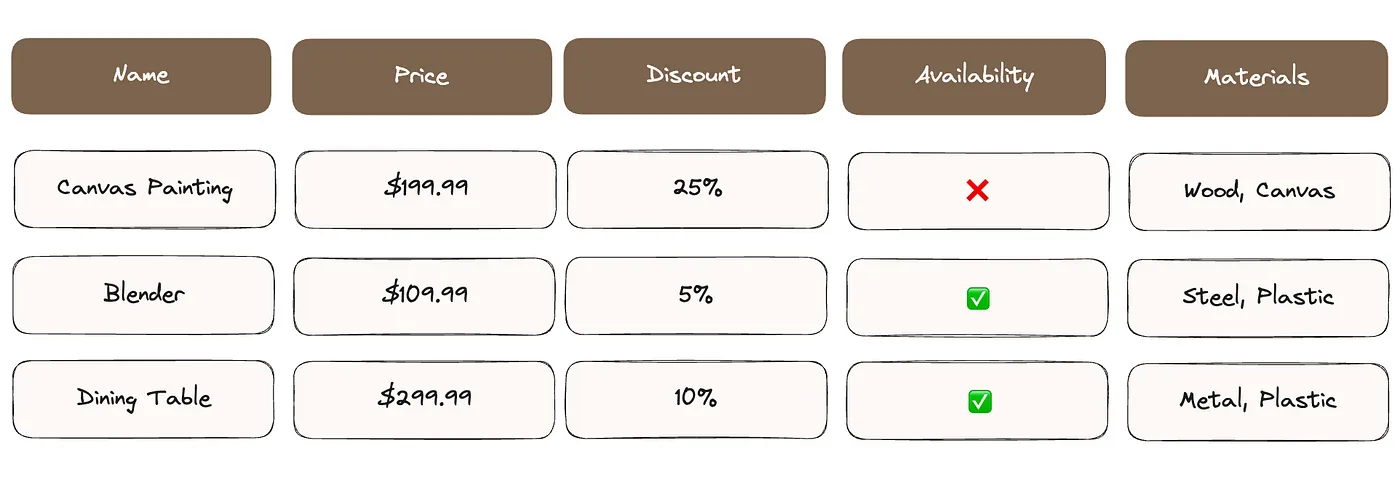 Name Price Discount Availability Materials
Canvas Painting $199.99 25% ❌ Wood, Canvas
Blender $109.99 5% ✅ Steel, Plastic
Dining Table $299.99 10% ✅ Metal, Plastic